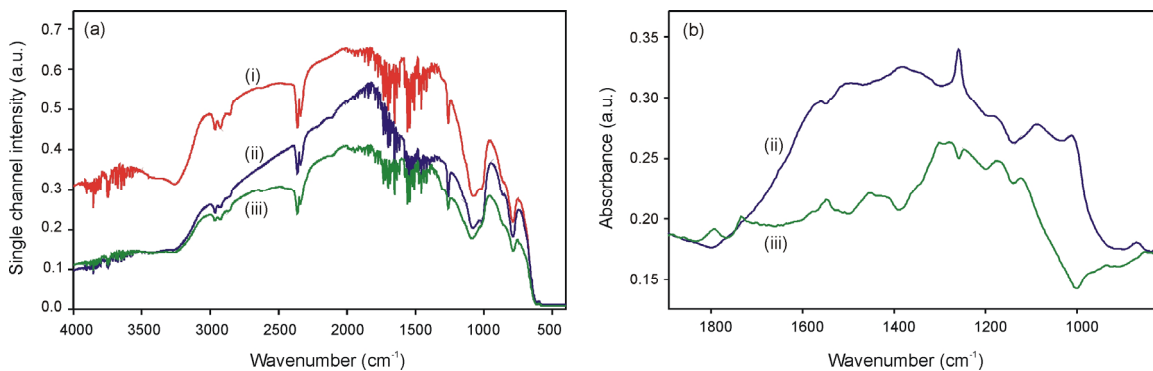 (a)
Single channel intensity (a.u.)
0.7
0.6
0.5
0.4
0.3
0.2
0.1
0.0
(i)
(ii)
(iii)
4000 3500 3000 2500 2000 1500 1000 500
Wavenumber (cm⁻¹)
(b)
Absorbance (a.u.)
0.35
0.30
0.25
0.20
0.15
(ii)
(iii)
1800 1600 1400 1200 1000
Wavenumber (cm⁻¹)